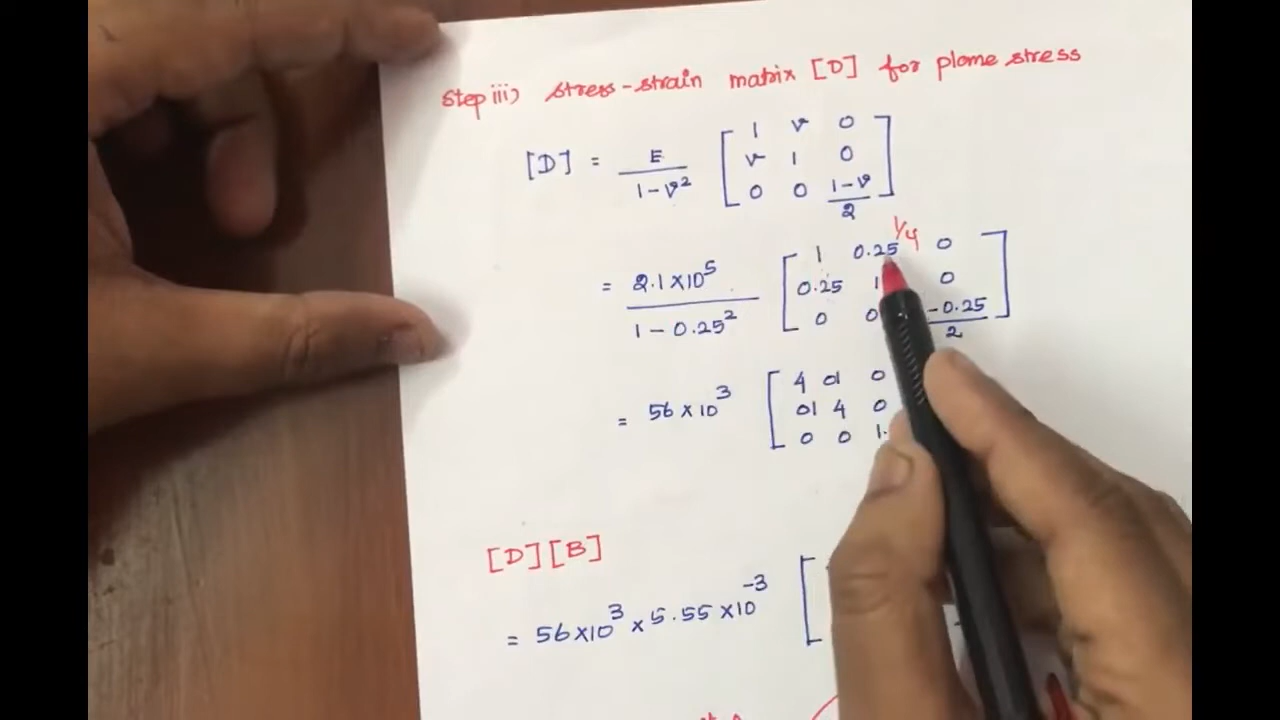 Step iii) stress-strain matrix [D] for plane stress
[D] = E / 1-ν² [ 1 ν 0
ν 1 0
0 0 1-ν / 2 ]
= 2.1×10⁵ / 1-0.25² [ 1 0.25 1/4 0
0.25 1 0
0 0 -0.25 / 2 ]
= 56×10³ [ 4 01 0
01 4 0
0 0 1.
[D][B]
= 56×10³ × 5.55×10⁻³ [